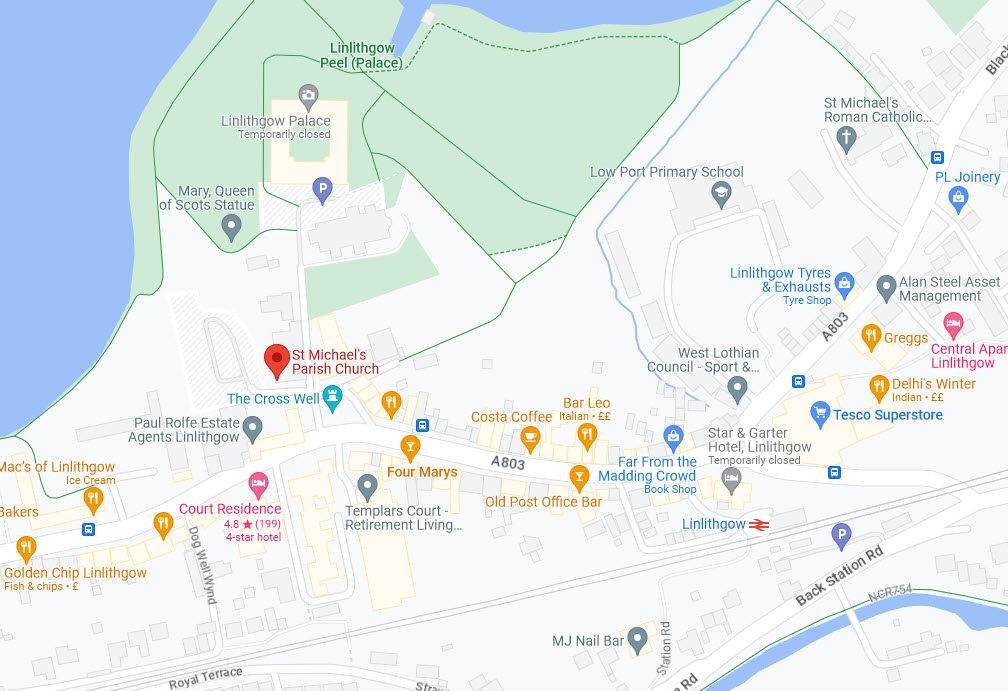 Linlithgow
Peel (Palace)
Linlithgow Palace
Temporarily closed
P
Mary, Queen
of Scots Statue
St Michael's
Roman Catholic...
Low Port Primary School
PL Joinery
Linlithgow Tyres
& Exhausts
Tyre Shop
Alan Steel Asset
Management
A803
Greggs
Central Apar
Linlithgow
St Michael's
Parish Church
West Lothian
Council - Sport &...
The Cross Well
Delhi's Winter
Indian • ££
Bar Leo
Italian • ££
Costa Coffee
Tesco Superstore
Paul Rolfe Estate
Agents Linlithgow
Star & Garter
Hotel, Linlithgow
Temporarily closed
Four Marys
A803
Far From the
Madding Crowd
Book Shop
Mac's of Linlithgow
Ice Cream
Old Post Office Bar
Court Residence
4.8 ★ (199)
4-star hotel
Templars Court -
Retirement Living...
Bakers
Linlithgow
P
Dog Well Wynd
Golden Chip Linlithgow
Fish & chips • £
Back Station Rd
NCR754
MJ Nail Bar
Station Rd
Royal Terrace
Straw
Rd
Black